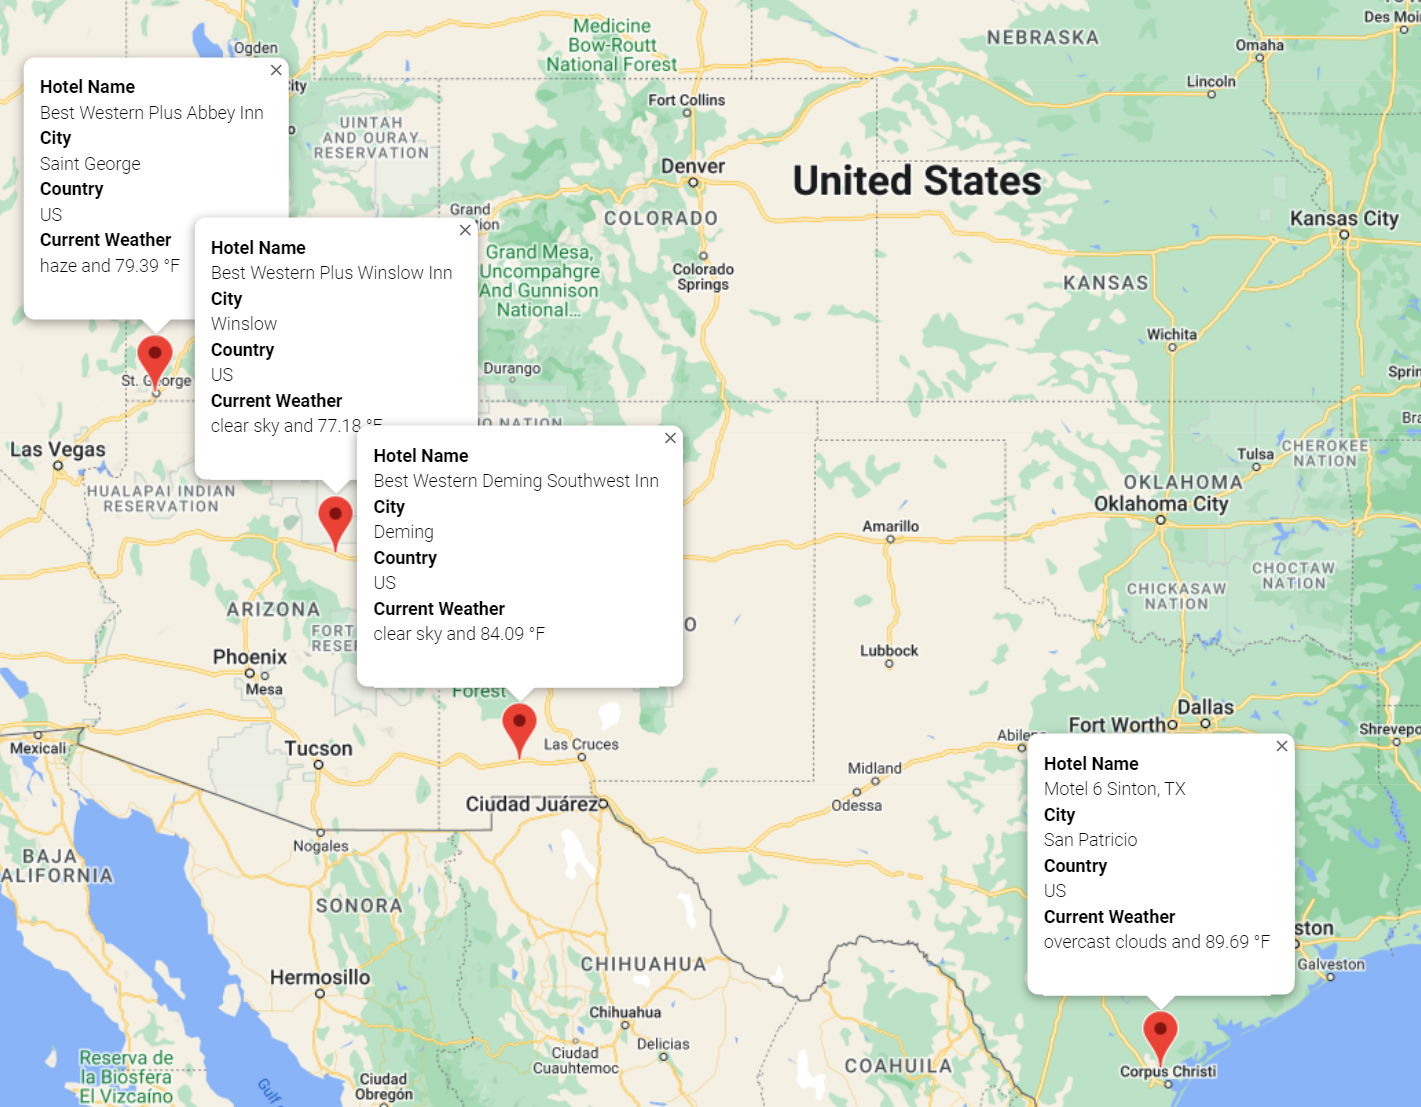 Hotel Name
Best Western Plus Abbey Inn
City
Saint George
Country
US
Current Weather
haze and 79.39 °F
Hotel Name
Best Western Plus Winslow Inn
City
Winslow
Country
US
Current Weather
clear sky and 77.18 °F
Hotel Name
Best Western Deming Southwest Inn
City
Deming
Country
US
Current Weather
clear sky and 84.09 °F
Hotel Name
Motel 6 Sinton, TX
City
San Patricio
Country
US
Current Weather
overcast clouds and 89.69 °F
Ogden
Medicine
Bow-Routt
National Forest
NEBRASKA
Des Moi
Omaha
Lincoln
Fort Collins
UINTAH
AND OURAY
RESERVATION
Denver
United States
Grand
COLORADO
Kansas City
Grand Mesa,
Uncompahgre
And Gunnison
National...
Colorado
Springs
KANSAS
Wichita
St. George
Durango
Sprin
Las Vegas
NATION
Bra
Tulsa
CHEROKEE
NATION
HUALAPAI INDIAN
RESERVATION
OKLAHOMA
Oklahoma City
Amarillo
CHOCTAW
NATION
CHICKASAW
NATION
ARIZONA
FORT
RESE
O
Phoenix
Mesa
Lubbock
Forest
Dallas
Fort Worth
Shrevepo
Abilen
Mexicali
Tucson
Las Cruces
Midland
Odessa
Ciudad Juárez
Nogales
BAJA
ALIFORNIA
SONORA
ston
Galveston
Hermosillo
CHIHUAHUA
Chihuahua
Delicias
Ciudad
Cuauhtemoc
COAHUILA
Corpus Christi
Reserva de
la Biosfera
El Vizcaíno
Ciudad
Obregón
Gulf